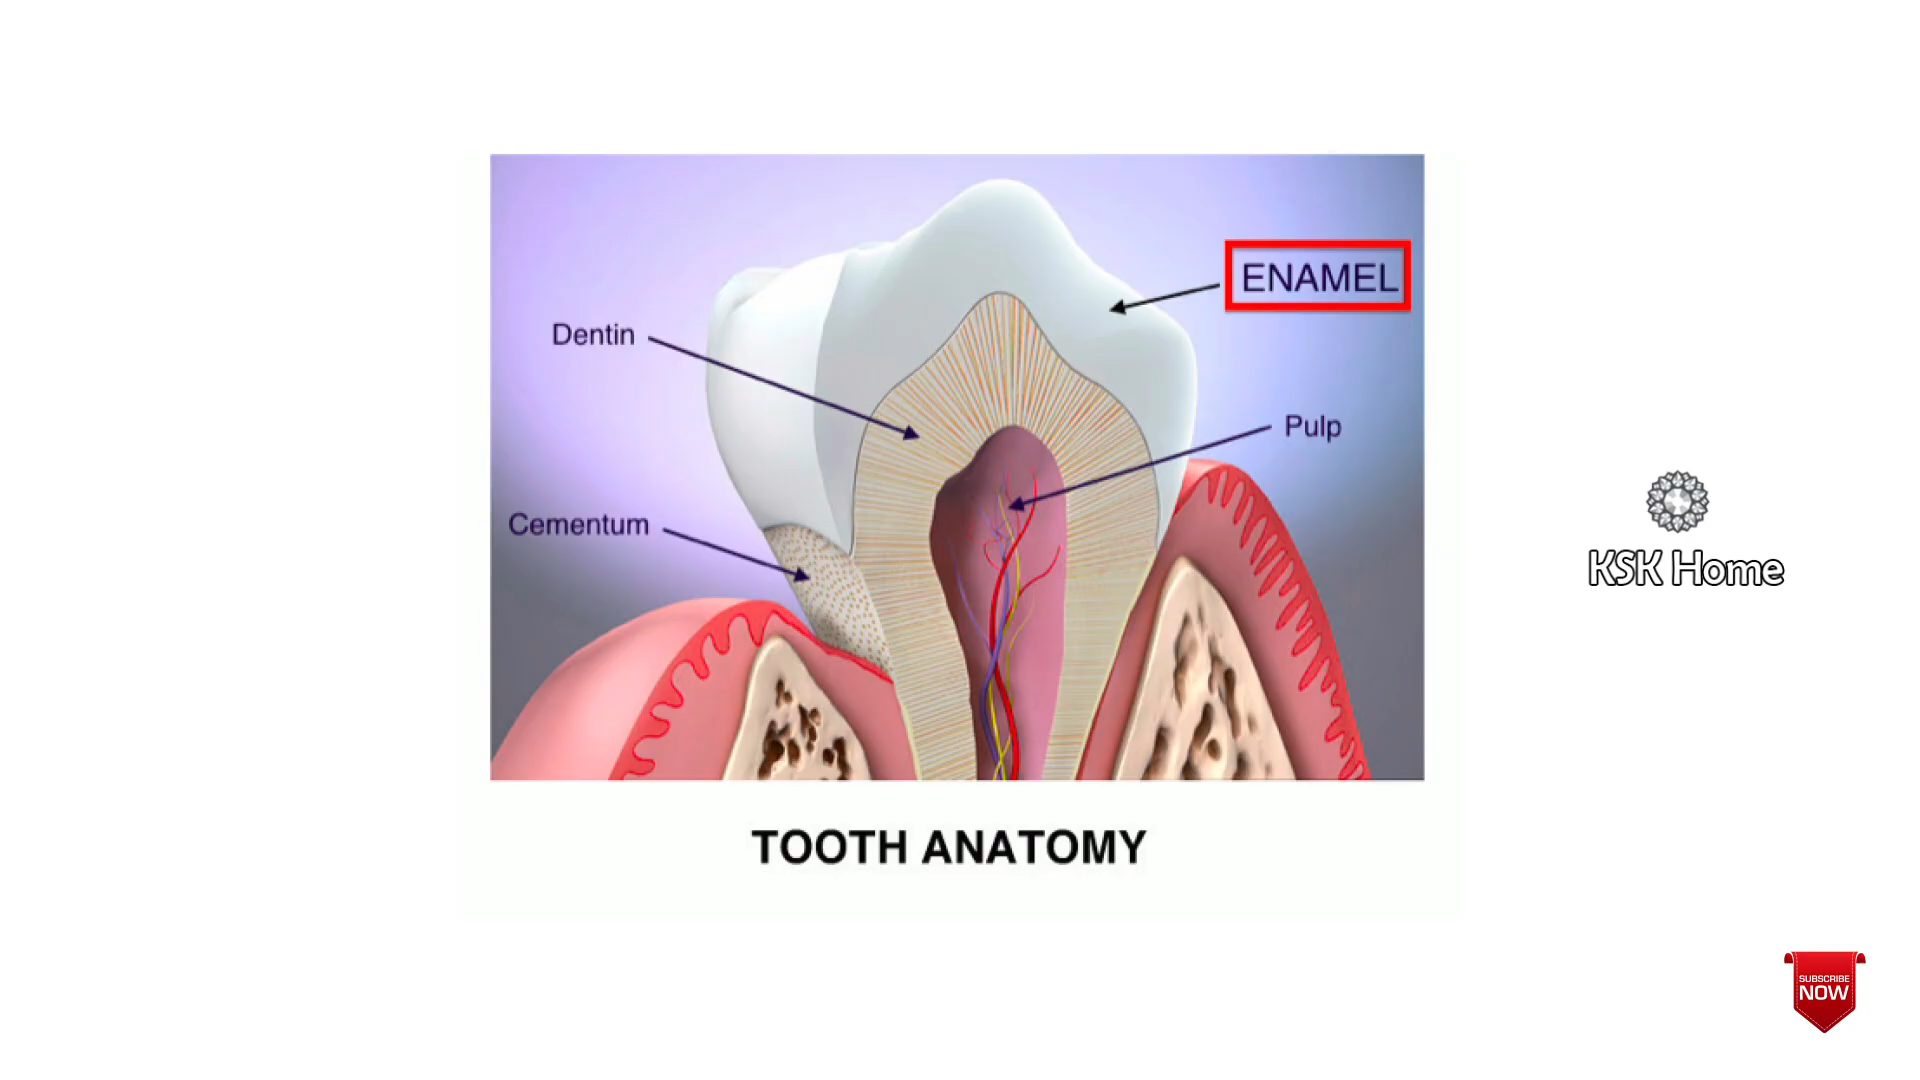 ENAMEL
Dentin
Pulp
Cementum
KSK Home
TOOTH ANATOMY
SUBSCRIBE
NOW